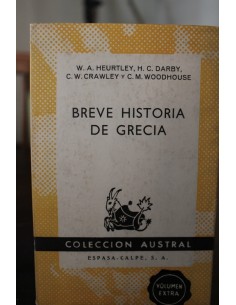 W. A. HEURTLEY, H. C. DARBY,
C. W. CRAWLEY Y C. M. WOODHOUSE
BREVE HISTORIA
DE GRECIA
COLECCION AUSTRAL
ESPASA-CALPE, S. A.
VOLUMEN
EXTRA